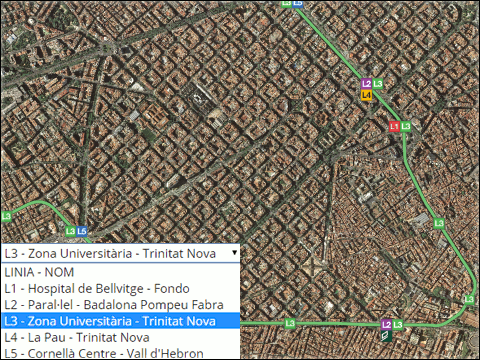 L3 L5
L2 L3
L4
L1 L3
L3
L3 L5
L3
L3 - Zona Universitària - Trinitat Nova
LINIA - NOM
L1 - Hospital de Bellvitge - Fondo
L2 - Paral·lel - Badalona Pompeu Fabra
L3 - Zona Universitària - Trinitat Nova
L3
L4 - La Pau - Trinitat Nova
L3
L2 L3
L5 - Cornellà Centre - Vall d'Hebron